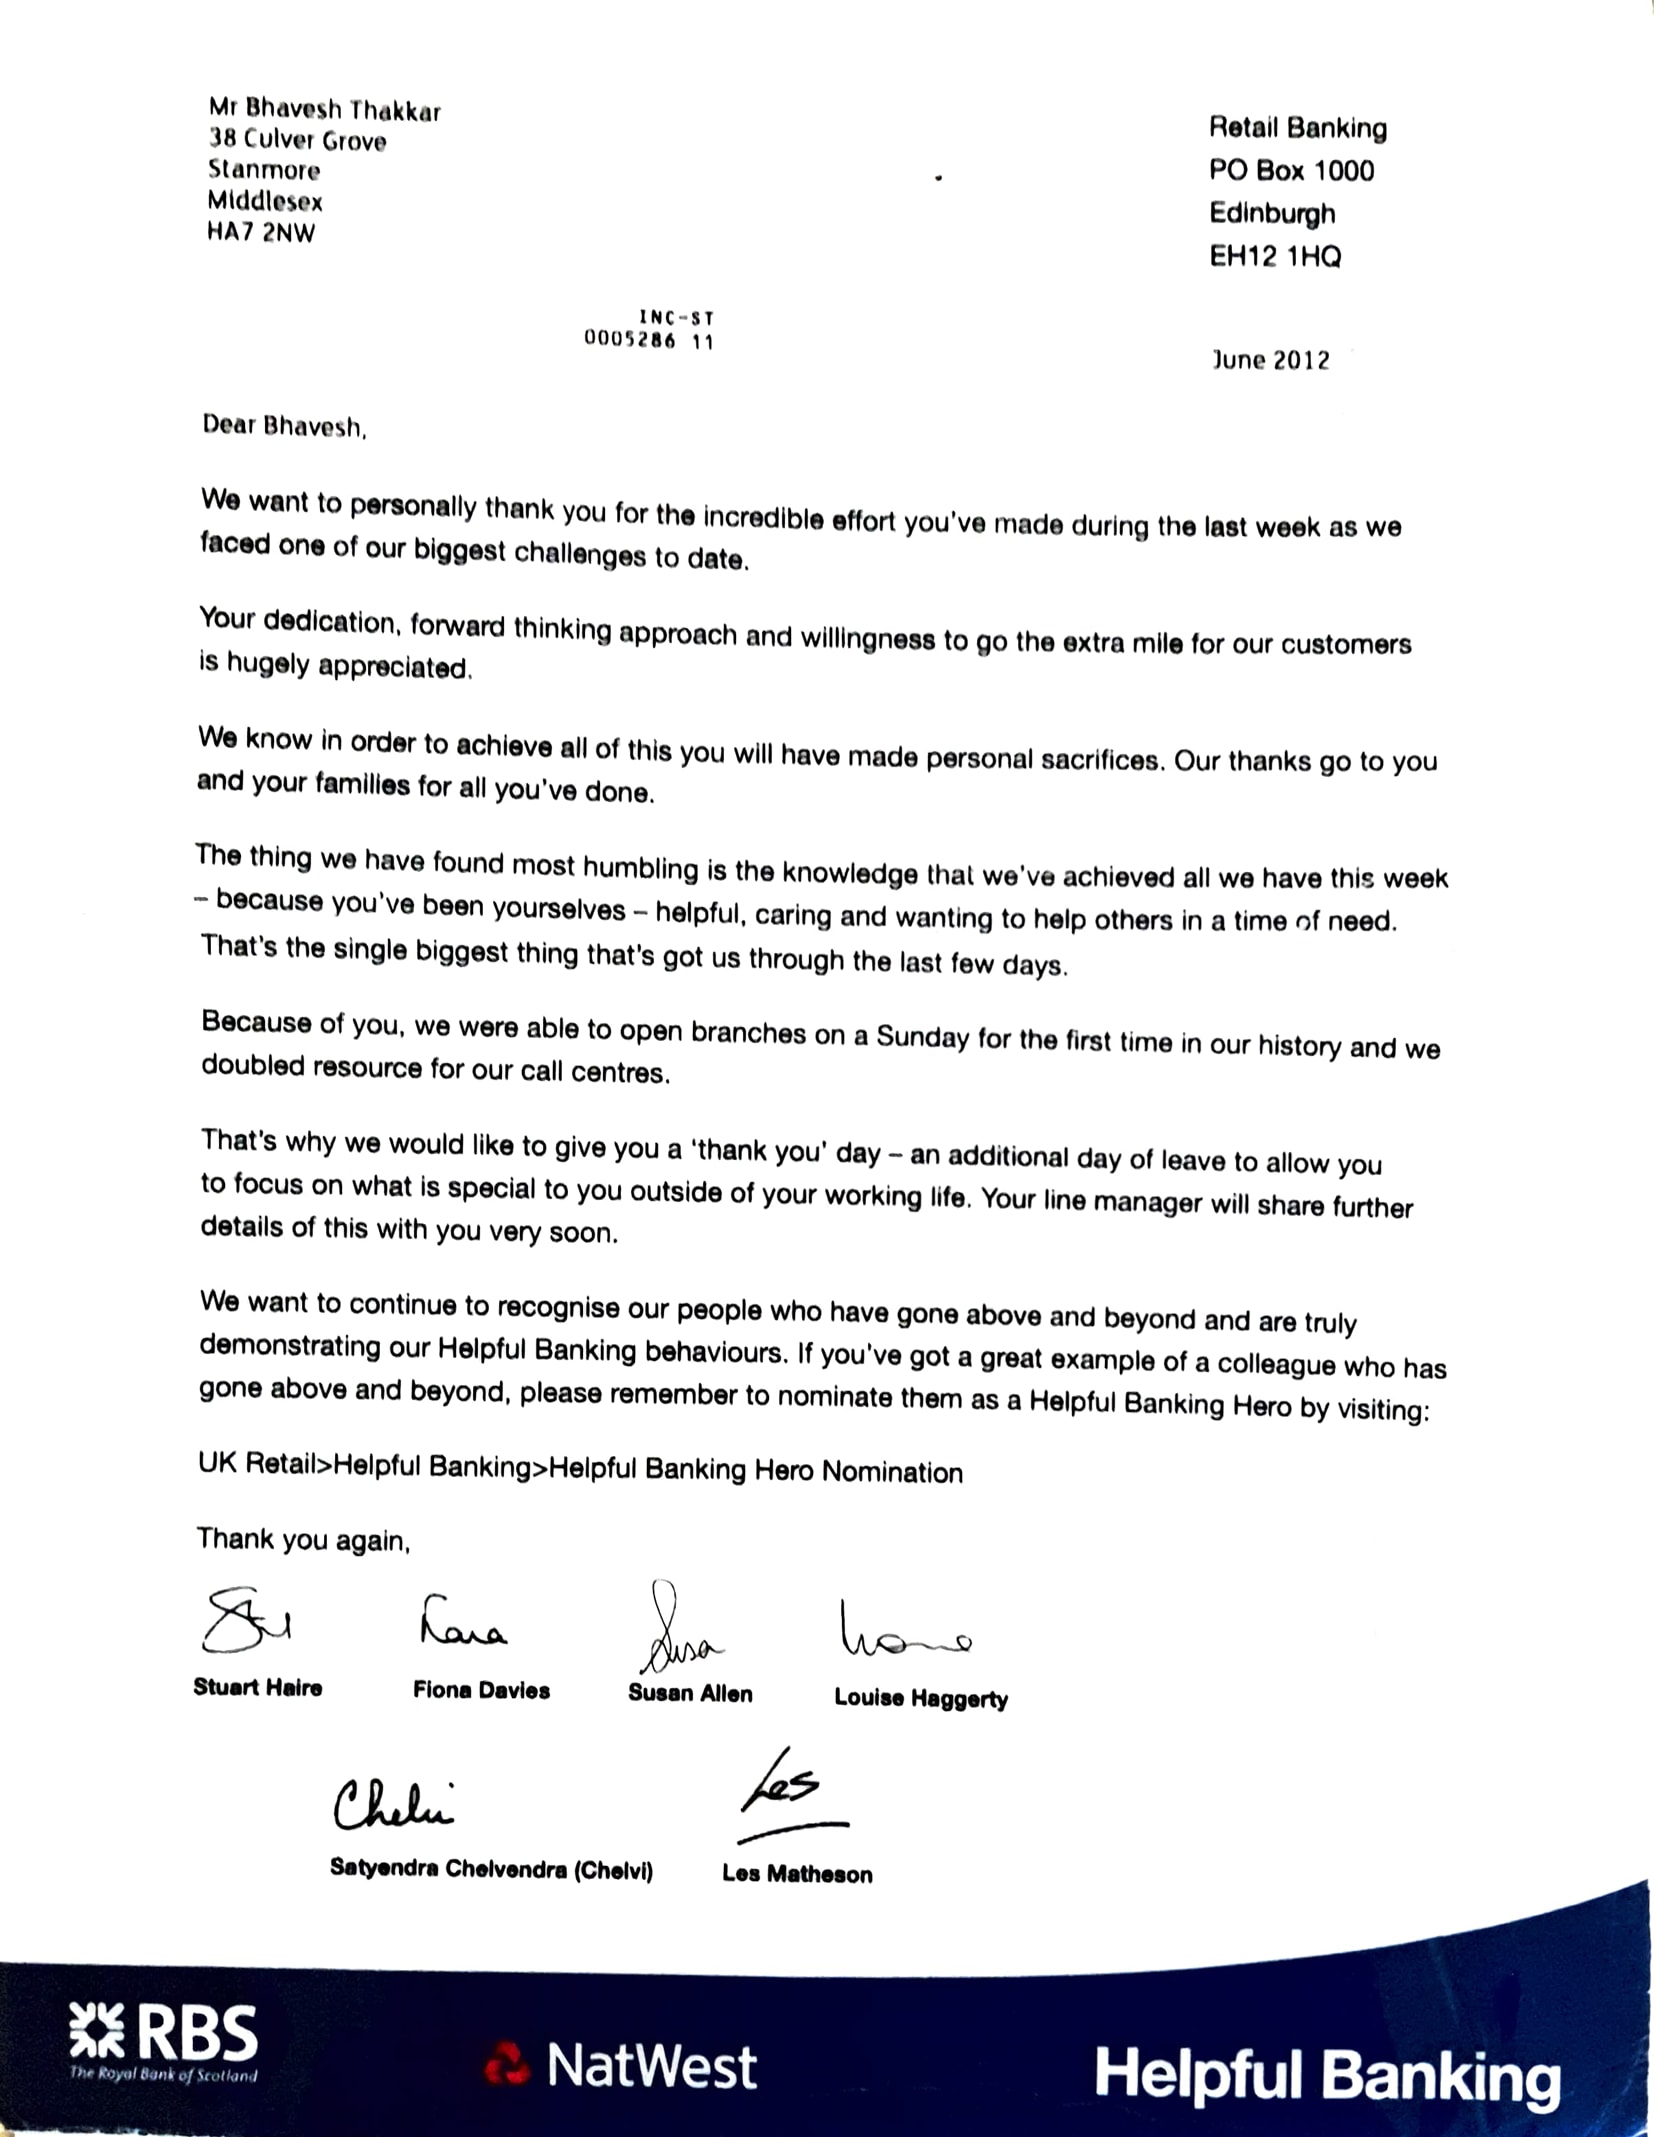 Mr Bhavesh Thakkar
38 Culver Grove
Stanmore
Middlesex
HA7 2NW
Retail Banking
PO Box 1000
Edinburgh
EH12 1HQ
INC-ST
0005286 11
June 2012
Dear Bhavesh,
We want to personally thank you for the incredible effort you've made during the last week as we
faced one of our biggest challenges to date.
Your dedication, forward thinking approach and willingness to go the extra mile for our customers
is hugely appreciated.
We know in order to achieve all of this you will have made personal sacrifices. Our thanks go to you
and your families for all you've done.
The thing we have found most humbling is the knowledge that we've achieved all we have this week
– because you've been yourselves – helpful, caring and wanting to help others in a time of need.
That's the single biggest thing that's got us through the last few days.
Because of you, we were able to open branches on a Sunday for the first time in our history and we
doubled resource for our call centres.
That's why we would like to give you a 'thank you' day – an additional day of leave to allow you
to focus on what is special to you outside of your working life. Your line manager will share further
details of this with you very soon.
We want to continue to recognise our people who have gone above and beyond and are truly
demonstrating our Helpful Banking behaviours. If you've got a great example of a colleague who has
gone above and beyond, please remember to nominate them as a Helpful Banking Hero by visiting:
UK Retail>Helpful Banking>Helpful Banking Hero Nomination
Thank you again,
Stuart Haire
Fiona Davies
Susan Allen
Louise Haggerty
Chelvi
Les
Satyendra Chelvendra (Chelvi)
Les Matheson
RBS
The Royal Bank of Scotland
NatWest
Helpful Banking